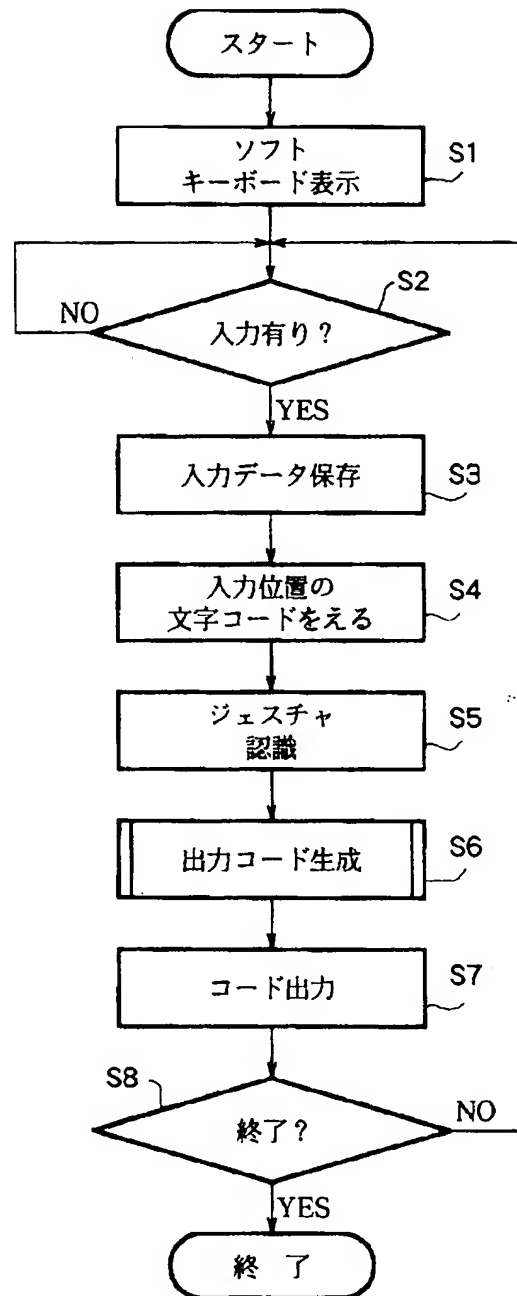 スタート
ソフト
キーボード表示
S1
S2
入力有り？
NO
YES
入力データ保存
S3
入力位置の
文字コードをえる
S4
ジェスチャ
認識
S5
出力コード生成
S6
コード出力
S7
S8
終了？
NO
YES
終 了